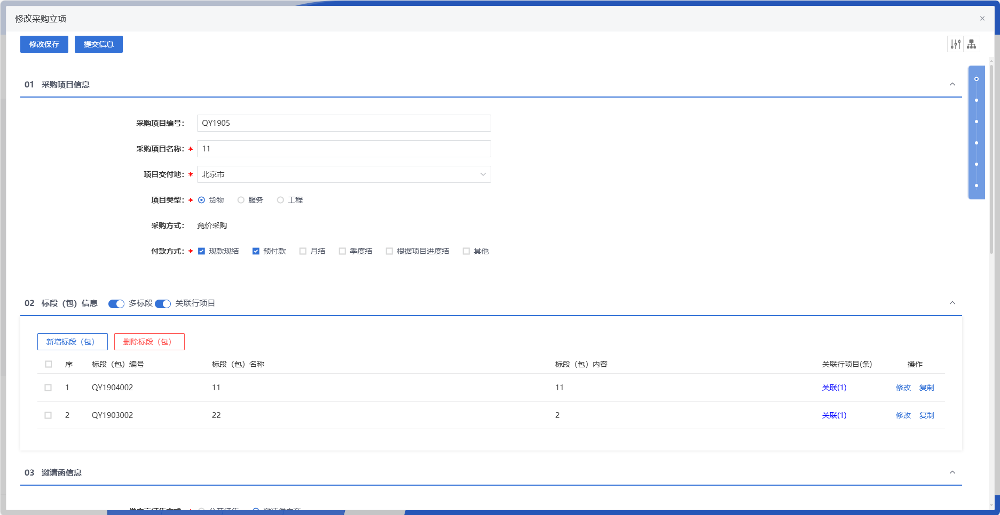 修改采购立项
修改保存 提交信息
01 采购项目信息
采购项目编号： QY1905
采购项目名称：* 11
项目交付地：* 北京市
项目类型：* 货物 服务 工程
采购方式： 竞价采购
付款方式：* 现款现结 预付款 月结 季度结 根据项目进度结 其他
02 标段（包）信息 多标段 关联行项目
新增标段（包） 删除标段（包）
序 标段（包）编号 标段（包）名称 标段（包）内容 关联行项目(条) 操作
1 QY1904002 11 11 关联(1) 修改 复制
2 QY1903002 22 2 关联(1) 修改 复制
03 邀请函信息